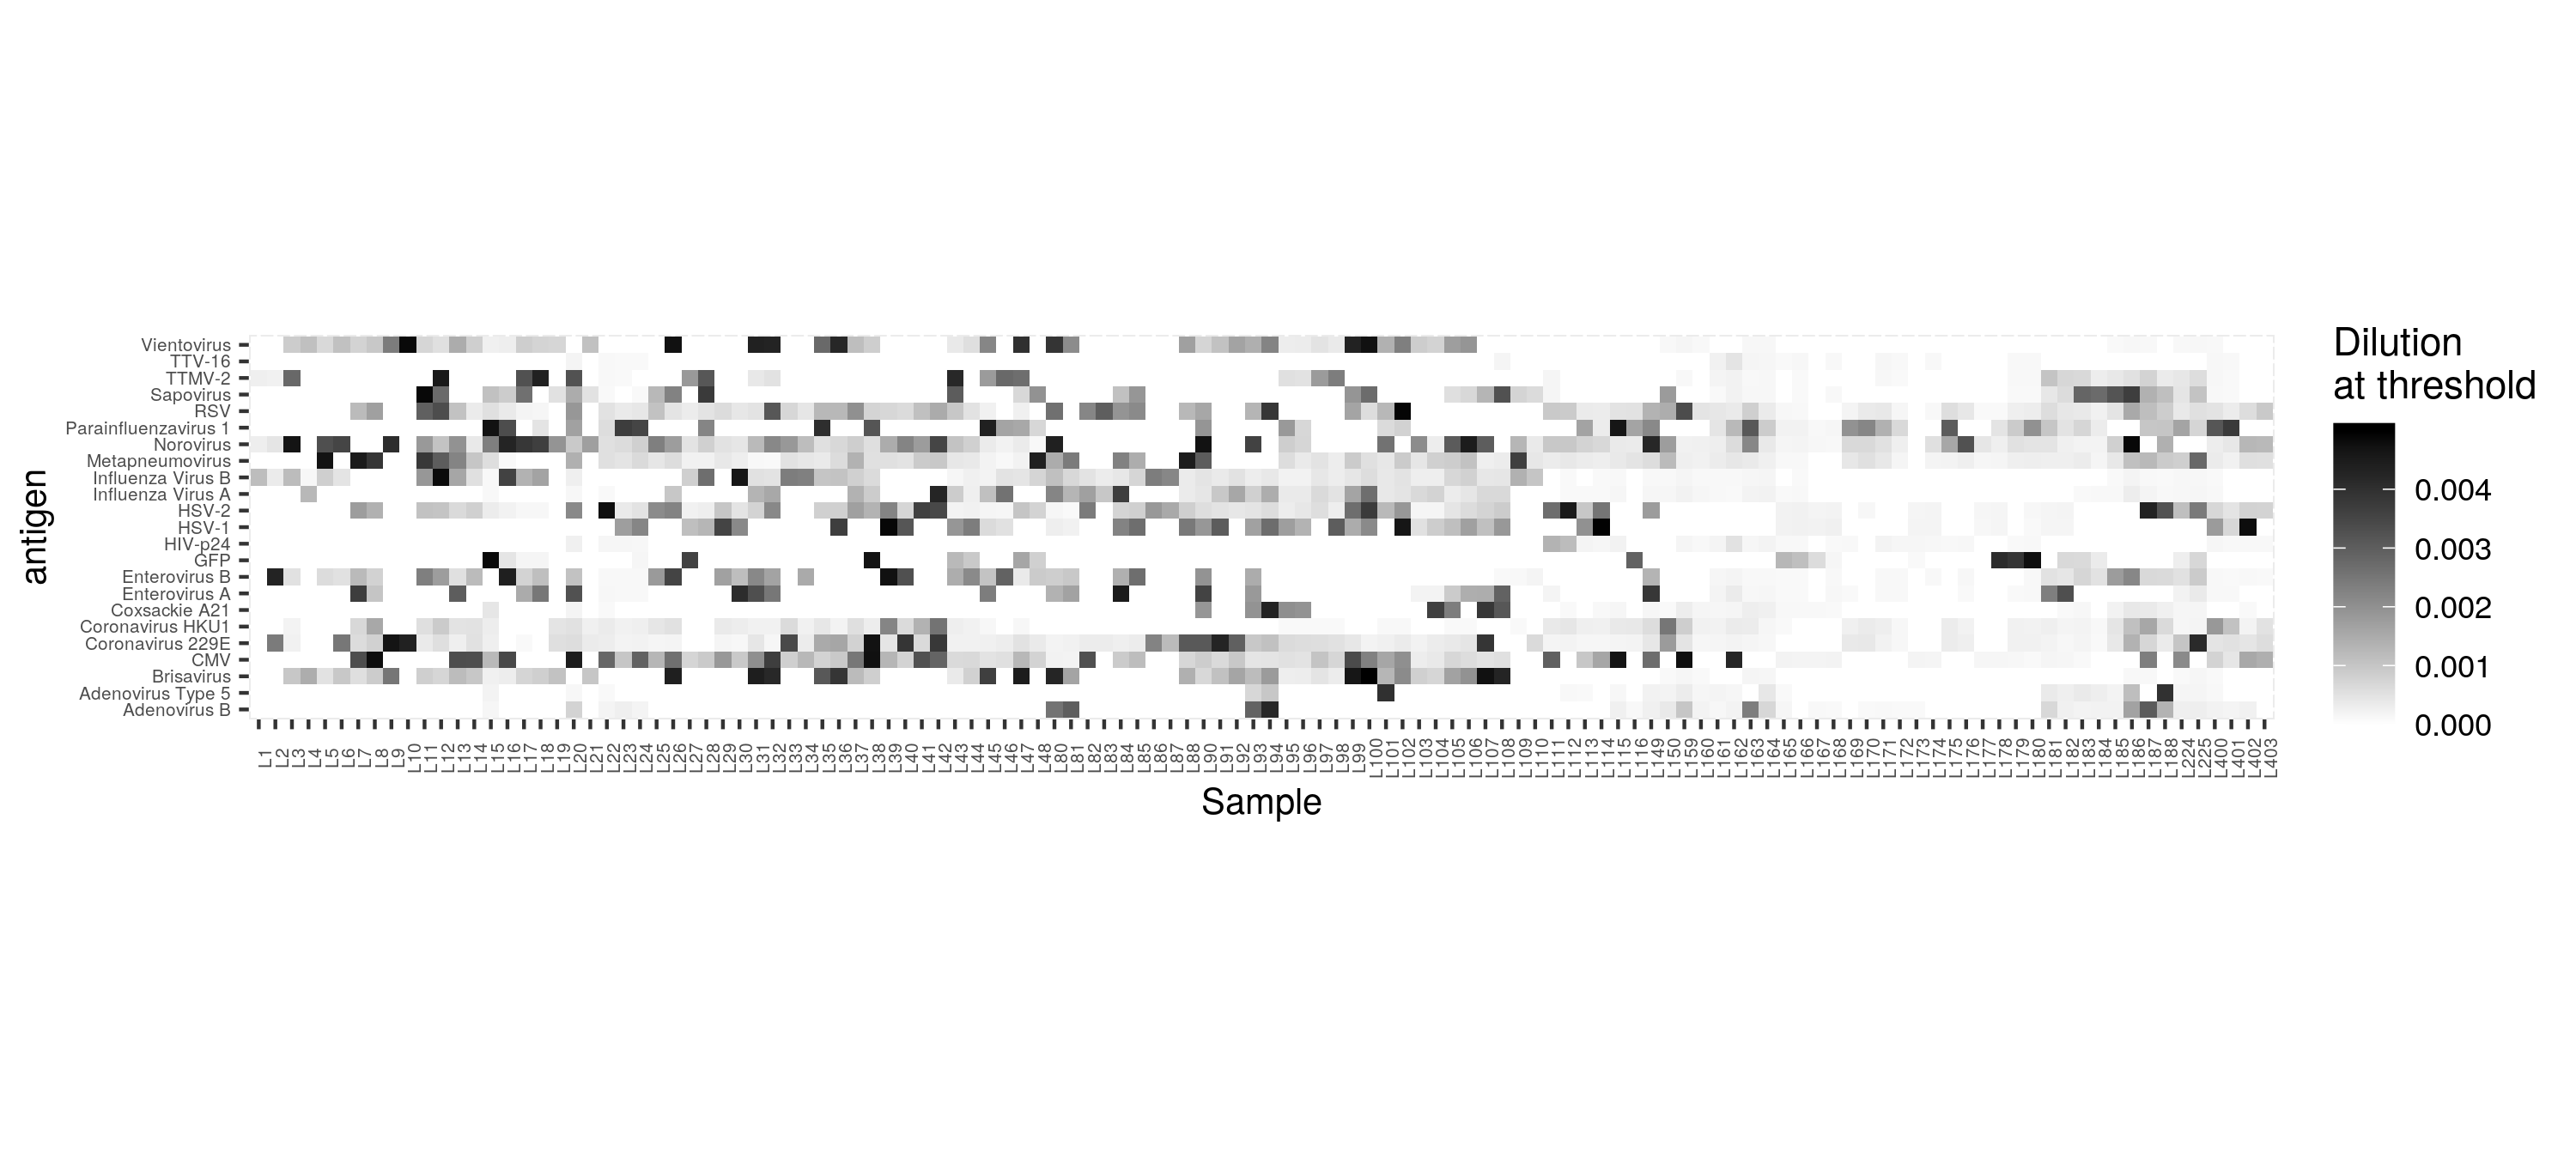 Vientovirus
TTV-16
TTMV-2
Sapovirus
RSV
Parainfluenzavirus 1
Norovirus
Metapneumovirus
Influenza Virus B
Influenza Virus A
HSV-2
HSV-1
HIV-p24
GFP
Enterovirus B
Enterovirus A
Coxsackie A21
Coronavirus HKU1
Coronavirus 229E
CMV
Brisavirus
Adenovirus Type 5
Adenovirus B
antigen
L1
L2
L3
L4
L5
L6
L7
L8
L9
L10
L11
L12
L13
L14
L15
L16
L17
L18
L19
L20
L21
L22
L23
L24
L25
L26
L27
L28
L29
L30
L31
L32
L33
L34
L35
L36
L37
L38
L39
L40
L41
L42
L43
L44
L45
L46
L47
L48
L80
L81
L82
L83
L84
L85
L86
L87
L88
L90
L91
L92
L93
L94
L95
L96
L97
L98
L99
L100
L101
L102
L103
L104
L105
L106
L107
L108
L109
L110
L111
L112
L113
L114
L115
L116
L149
L150
L159
L160
L161
L162
L163
L164
L165
L166
L167
L168
L169
L170
L171
L172
L173
L174
L175
L176
L177
L178
L179
L180
L181
L182
L183
L184
L185
L186
L187
L188
L224
L225
L400
L401
L402
L403
Sample
Dilution
at threshold
0.004
0.003
0.002
0.001
0.000